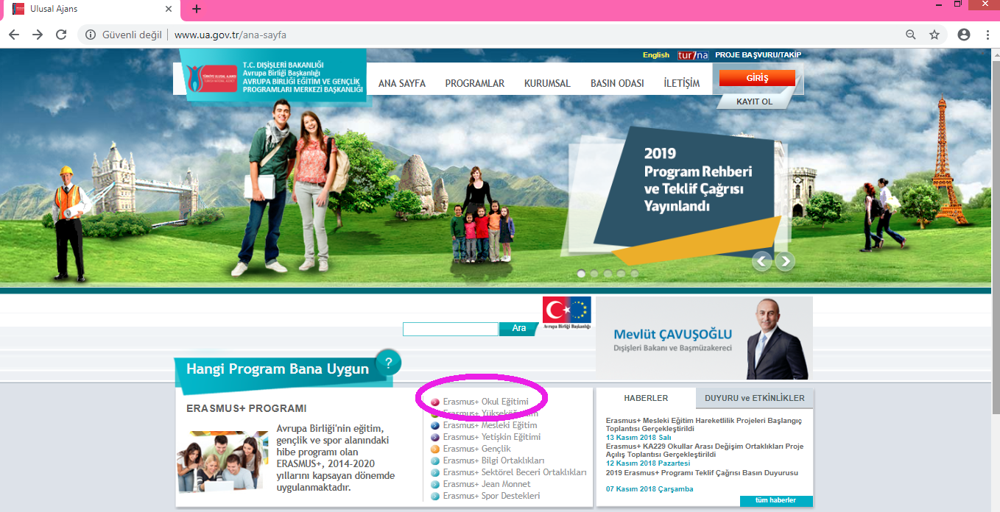 Ulusal Ajans
Güvenli değil
www.ua.gov.tr/ana-sayfa
English
tur7na
PROJE BAŞVURU/TAKİP
T.C. DIŞİŞLERİ BAKANLIĞI
Avrupa Birliği Başkanlığı
AVRUPA BİRLİĞİ EĞİTİM VE GENÇLİK
PROGRAMLARI MERKEZİ BAŞKANLIĞI
TÜRKİYE ULUSAL AJANSI
ANA SAYFA
PROGRAMLAR
KURUMSAL
BASIN ODASI
İLETİŞİM
GİRİŞ
KAYIT OL
2019
Program Rehberi
ve Teklif Çağrısı
Yayınlandı
Ara
Avrupa Birliği Başkanlığı
Mevlüt ÇAVUŞOĞLU
Dışişleri Bakanı ve Başmüzakereci
Hangi Program Bana Uygun
?
ERASMUS+ PROGRAMI
Avrupa Birliği'nin eğitim,
gençlik ve spor alanındaki
hibe programı olan
ERASMUS+, 2014-2020
yıllarını kapsayan dönemde
uygulanmaktadır.
Erasmus+ Okul Eğitimi
Erasmus+ Yükseköğretim
Erasmus+ Mesleki Eğitim
Erasmus+ Yetişkin Eğitimi
Erasmus+ Gençlik
Erasmus+ Bilgi Ortaklıkları
Erasmus+ Sektörel Beceri Ortaklıkları
Erasmus+ Jean Monnet
Erasmus+ Spor Destekleri
HABERLER
DUYURU ve ETKİNLİKLER
Erasmus+ Mesleki Eğitim Hareketlilik Projeleri Başlangıç
Toplantısı Gerçekleştirildi
13 Kasım 2018 Salı
Erasmus+ KA229 Okullar Arası Değişim Ortaklıkları Proje
Açılış Toplantısı Gerçekleştirildi
12 Kasım 2018 Pazartesi
2019 Erasmus+ Programı Teklif Çağrısı Basın Duyurusu
07 Kasım 2018 Çarşamba
tüm haberler